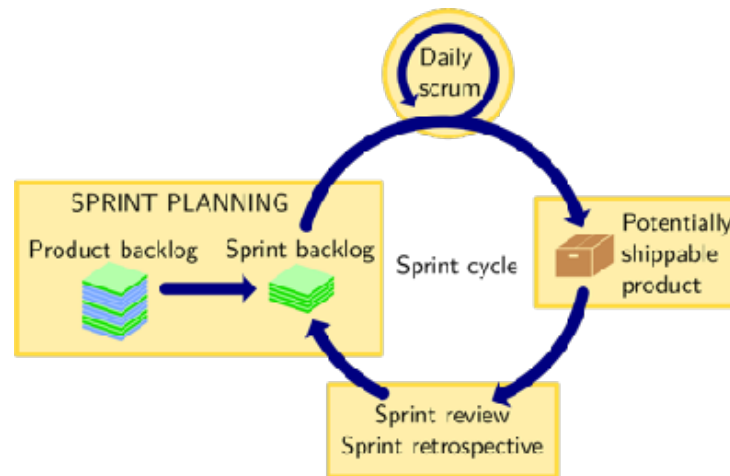 Daily
scrum
SPRINT PLANNING
Product backlog
Sprint backlog
Sprint cycle
Potentially
shippable
product
Sprint review
Sprint retrospective